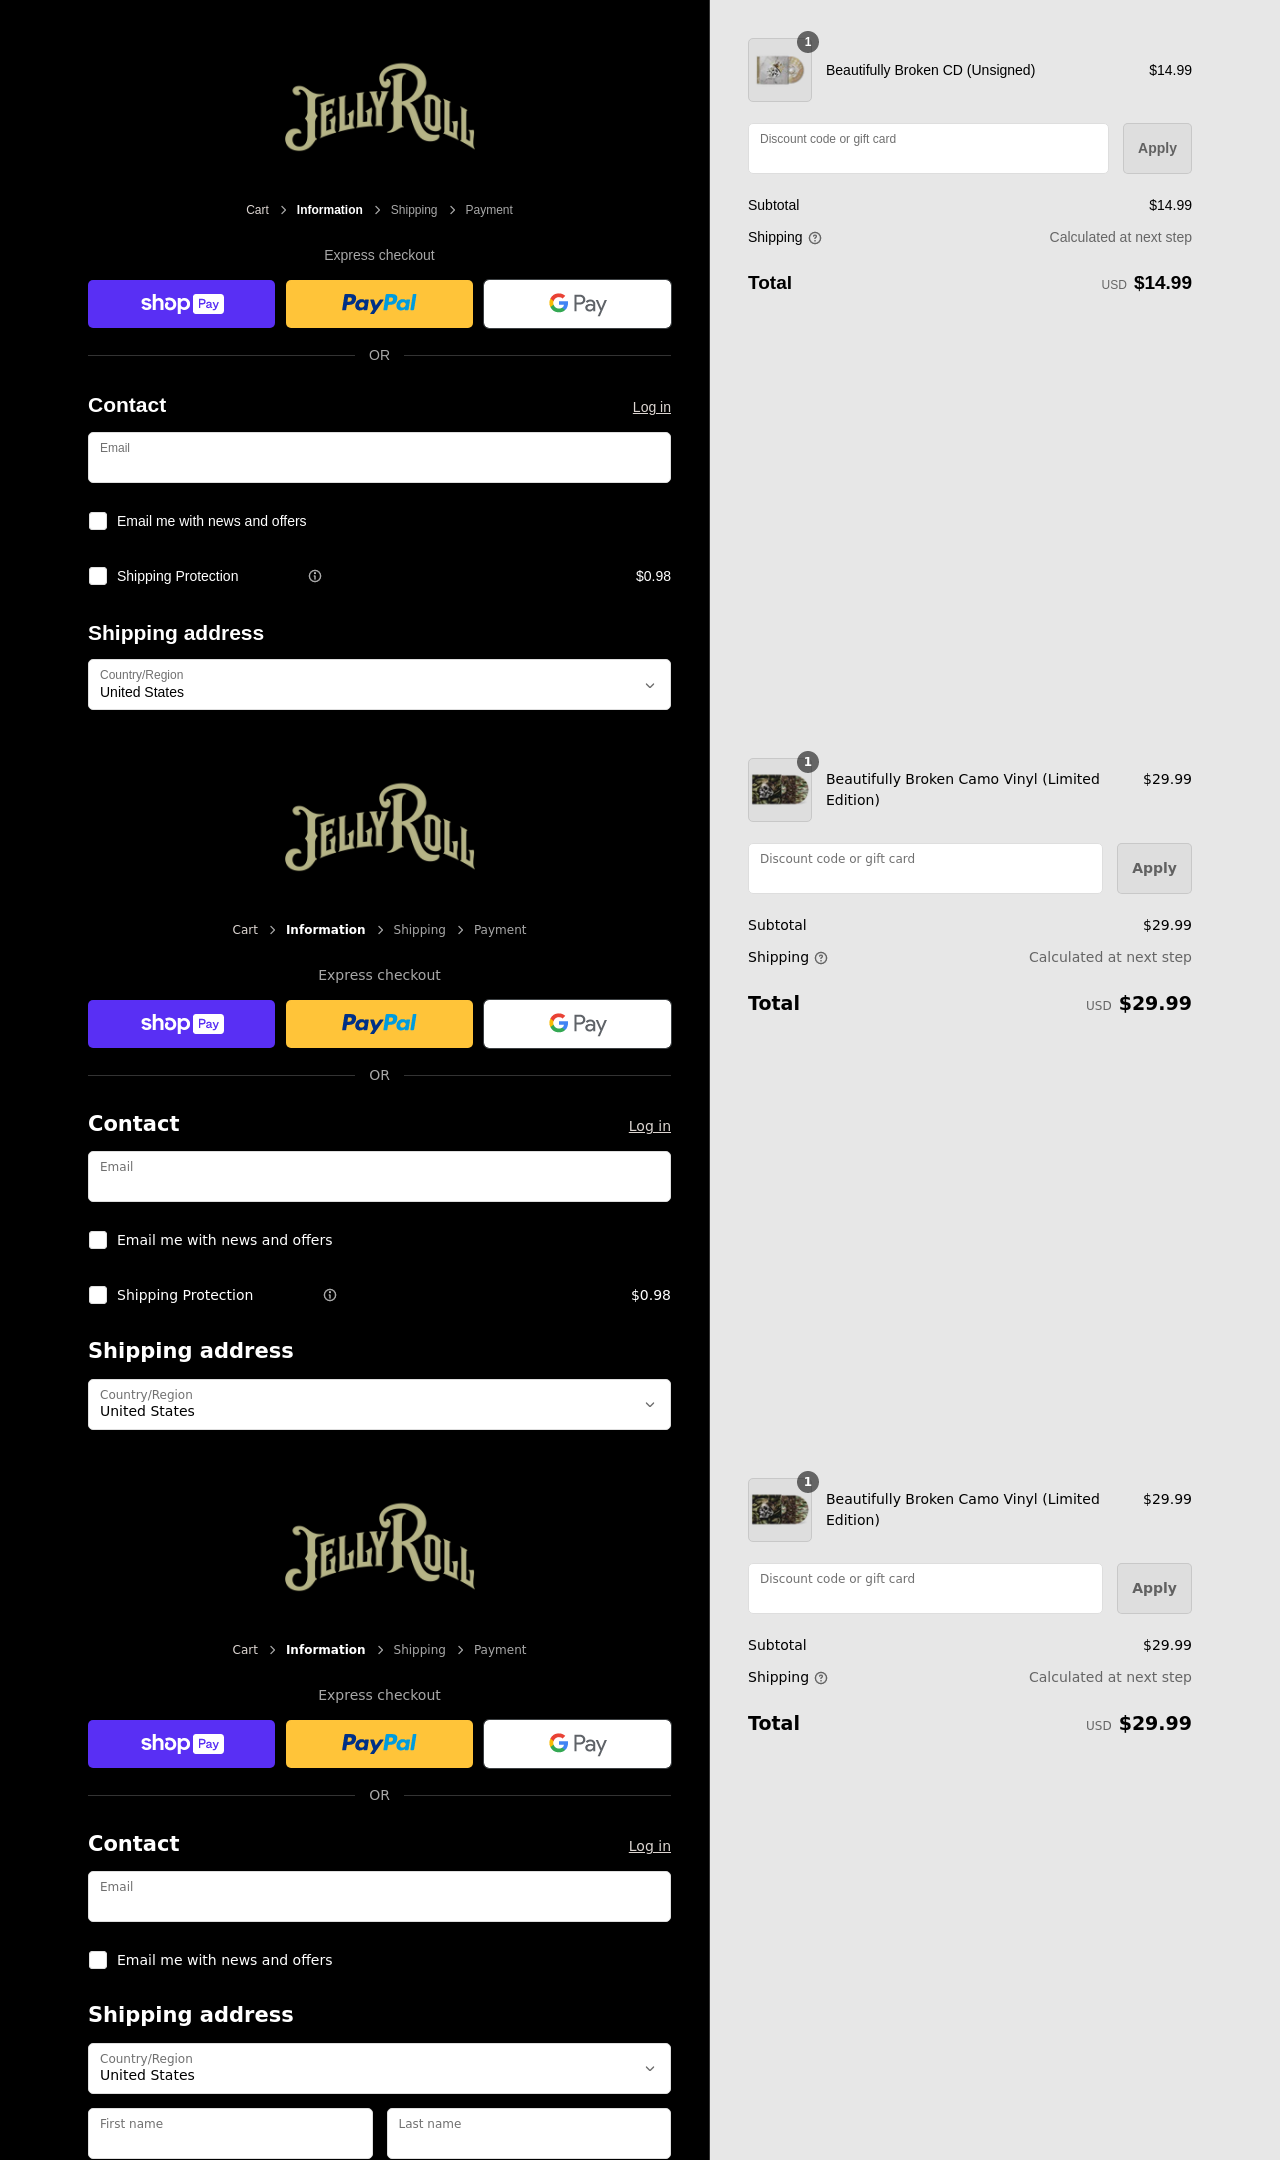 JELLYROLL
Cart > Information > Shipping > Payment
Express checkout
shop Pay
PayPal
G Pay
OR
Contact
Log in
Email
Email me with news and offers
Shipping Protection
$0.98
Shipping address
Country/Region
United States
1
Beautifully Broken CD (Unsigned)
$14.99
Discount code or gift card
Apply
Subtotal
$14.99
Shipping
Calculated at next step
Total
USD $14.99
JELLYROLL
Cart > Information > Shipping > Payment
Express checkout
shop Pay
PayPal
G Pay
OR
Contact
Log in
Email
Email me with news and offers
Shipping Protection
$0.98
Shipping address
Country/Region
United States
1
Beautifully Broken Camo Vinyl (Limited
Edition)
$29.99
Discount code or gift card
Apply
Subtotal
$29.99
Shipping
Calculated at next step
Total
USD $29.99
JELLYROLL
Cart > Information > Shipping > Payment
Express checkout
shop Pay
PayPal
G Pay
OR
Contact
Log in
Email
Email me with news and offers
Shipping address
Country/Region
United States
First name
Last name
1
Beautifully Broken Camo Vinyl (Limited
Edition)
$29.99
Discount code or gift card
Apply
Subtotal
$29.99
Shipping
Calculated at next step
Total
USD $29.99